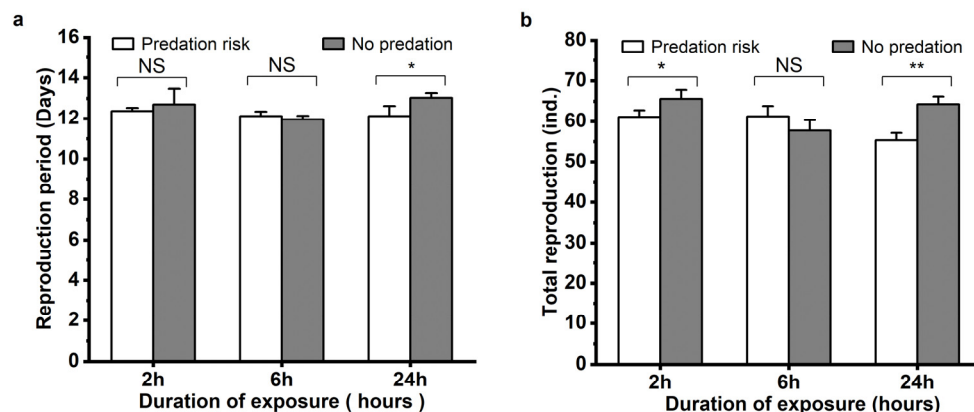 a
Reproduction period (Days)
16
14
12
10
8
6
4
2
0
Predation risk
No predation
NS
NS
*
2h
6h
24h
Duration of exposure ( hours )
b
Total reproduction (ind.)
80
70
60
50
40
30
20
10
0
Predation risk
No predation
*
NS
**
2h
6h
24h
Duration of exposure (hours)